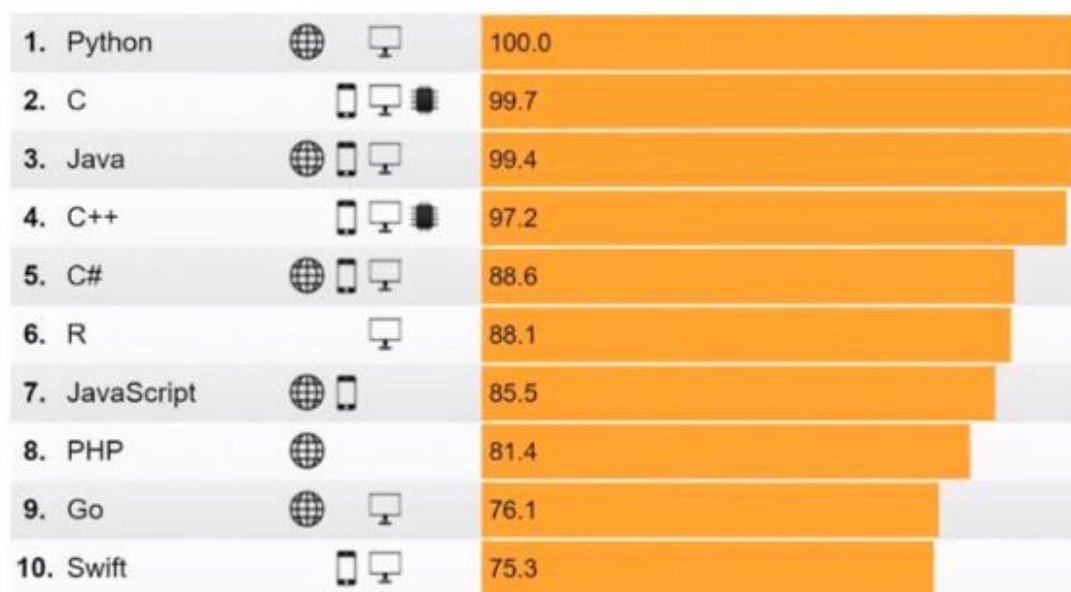 1. Python 100.0
2. C 99.7
3. Java 99.4
4. C++ 97.2
5. C# 88.6
6. R 88.1
7. JavaScript 85.5
8. PHP 81.4
9. Go 76.1
10. Swift 75.3